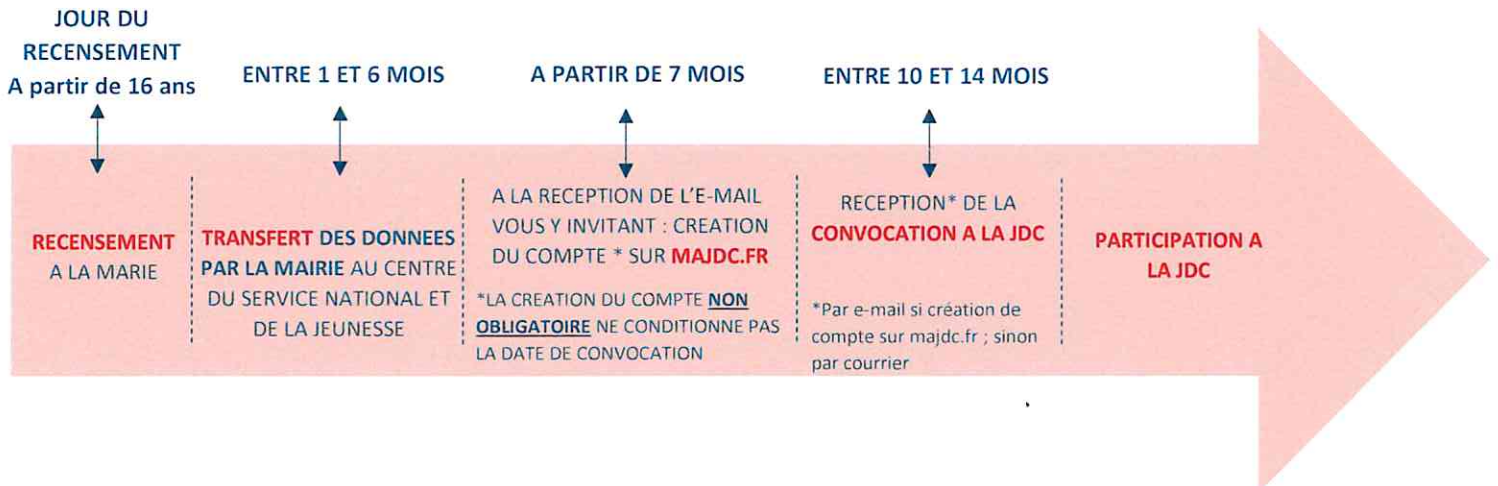 JOUR DU
RECENSEMENT
A partir de 16 ans
ENTRE 1 ET 6 MOIS
A PARTIR DE 7 MOIS
ENTRE 10 ET 14 MOIS
RECENSEMENT
A LA MARIE
TRANSFERT DES DONNEES
PAR LA MAIRIE AU CENTRE
DU SERVICE NATIONAL ET
DE LA JEUNESSE
A LA RECEPTION DE L'E-MAIL
VOUS Y INVITANT : CREATION
DU COMPTE * SUR MAJDC.FR
*LA CREATION DU COMPTE NON
OBLIGATOIRE NE CONDITIONNE PAS
LA DATE DE CONVOCATION
RECEPTION* DE LA
CONVOCATION A LA JDC
*Par e-mail si création de
compte sur majdc.fr ; sinon
par courrier
PARTICIPATION A
LA JDC